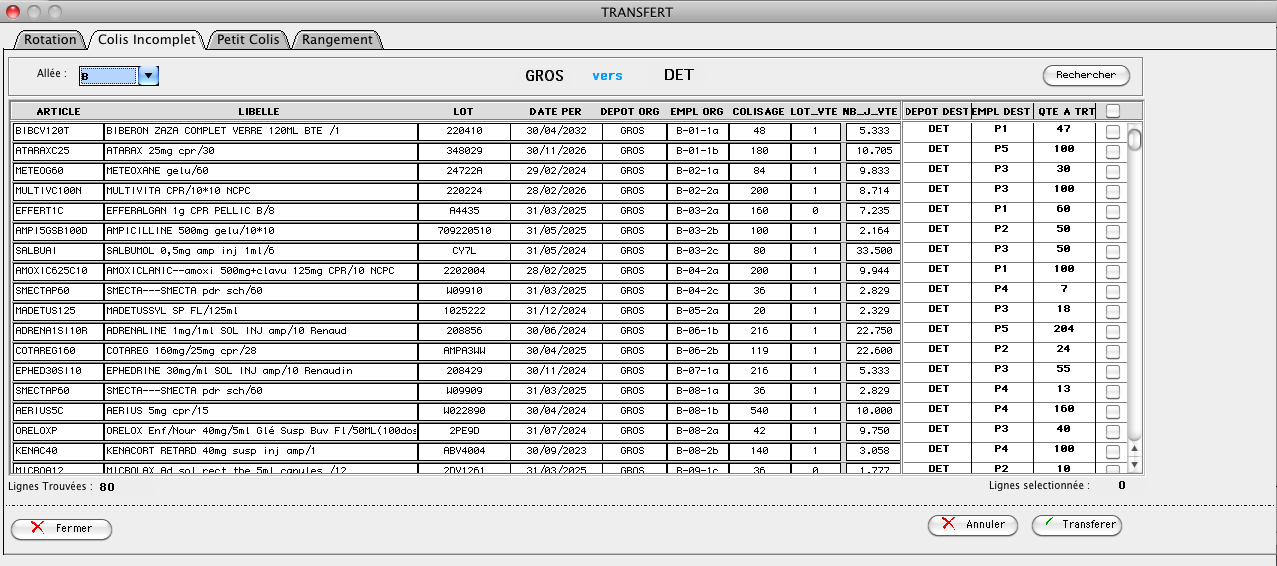 TRANSFERT
Rotation Colis Incomplet Petit Colis Rangement
Allée : B GROS vers DET Rechercher
ARTICLE LIBELLE LOT DATE PER DEPOT ORG EMPL ORG COLISAGE LOT_VTE NB_J_VTE DEPOT DEST EMPL DEST QTE A TRT
BIBCV120T BIBERON ZAZA COMPLET VERRE 120ML BTE /1 220410 30/04/2032 GROS B-01-1a 48 1 5.333 DET P1 47
ATARAXC25 ATARAX 25mg cpr/30 348029 30/11/2026 GROS B-01-1b 180 1 10.705 DET P5 100
METEOG60 METEOXANE gelu/60 24722A 29/02/2024 GROS B-02-1a 84 1 9.833 DET P3 30
MULTIVC100N MULTIVITA CPR/10*10 NCPC 220224 28/02/2026 GROS B-02-2a 200 1 8.714 DET P3 100
EFFERT1C EFFERALGAN 1g CPR PELLIC B/8 A4435 31/03/2025 GROS B-03-2a 160 0 7.235 DET P1 60
AMPI5GSB100D AMPICILLINE 500mg gelu/10*10 709220510 31/05/2025 GROS B-03-2b 100 1 2.164 DET P2 50
SALBUAI SALBUMOL 0,5mg amp inj 1ml/6 CY7L 31/05/2024 GROS B-03-2c 80 1 33.500 DET P3 50
AMOXIC625C10 AMOXICLANIC--amoxi 500mg+clavu 125mg CPR/10 NCPC 2202004 28/02/2025 GROS B-04-2a 200 1 9.944 DET P1 100
SMECTAP60 SMECTA---SMECTA pdr sch/60 W09910 31/03/2025 GROS B-04-2c 36 1 2.829 DET P4 7
MADETUS125 MADETUSSYL SP FL/125ml 1025222 31/12/2024 GROS B-05-2a 20 1 2.329 DET P3 18
ADRENA1SI10R ADRENALINE 1mg/1ml SOL INJ amp/10 Renaud 208856 30/06/2024 GROS B-06-1b 216 1 22.750 DET P5 204
COTAREG160 COTAREG 160mg/25mg cpr/28 AMPA3WW 30/04/2025 GROS B-06-2b 119 1 22.600 DET P2 24
EPHED30SI10 EPHEDRINE 30mg/ml SOL INJ amp/10 Renaudin 208429 30/11/2024 GROS B-07-1a 216 1 5.333 DET P3 55
SMECTAP60 SMECTA---SMECTA pdr sch/60 W09909 31/03/2025 GROS B-08-1a 36 1 2.829 DET P4 13
AERIUS5C AERIUS 5mg cpr/15 W022890 30/04/2024 GROS B-08-1b 540 1 10.000 DET P4 160
ORELOXP ORELOX Enf/Nour 40mg/5ml Glé Susp Buv Fl/50ML(100dos 2PE9D 31/07/2024 GROS B-08-2a 42 1 9.750 DET P3 40
KENAC40 KENACORT RETARD 40mg susp inj amp/1 ABV4004 30/09/2023 GROS B-08-2b 140 1 3.058 DET P4 100
MICROA12 MICROLAX Ad sol rect the 5ml canules /12 2DV1261 31/03/2025 GROS B-09-1c 36 0 1.777 DET P2 10
Lignes Trouvées : 80 Lignes selectionnée : 0
Fermer Annuler Transferer